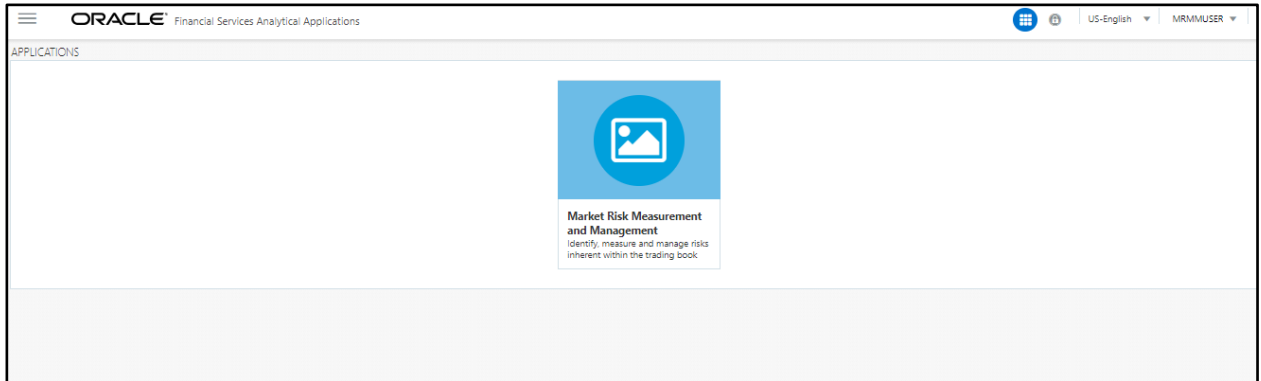 ORACLE® Financial Services Analytical Applications US-English MRMMUSER
APPLICATIONS
Market Risk Measurement
and Management
Identify, measure and manage risks
inherent within the trading book